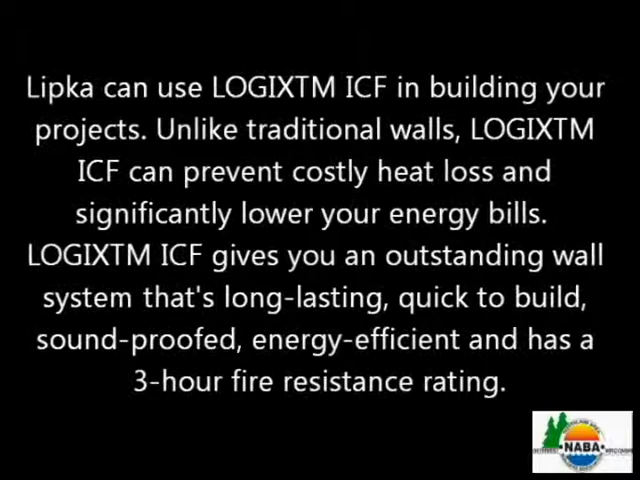 Lipka can use LOGIXTM ICF in building your
projects. Unlike traditional walls, LOGIXTM
ICF can prevent costly heat loss and
significantly lower your energy bills.
LOGIXTM ICF gives you an outstanding wall
system that's long-lasting, quick to build,
sound-proofed, energy-efficient and has a
3-hour fire resistance rating.
NABA